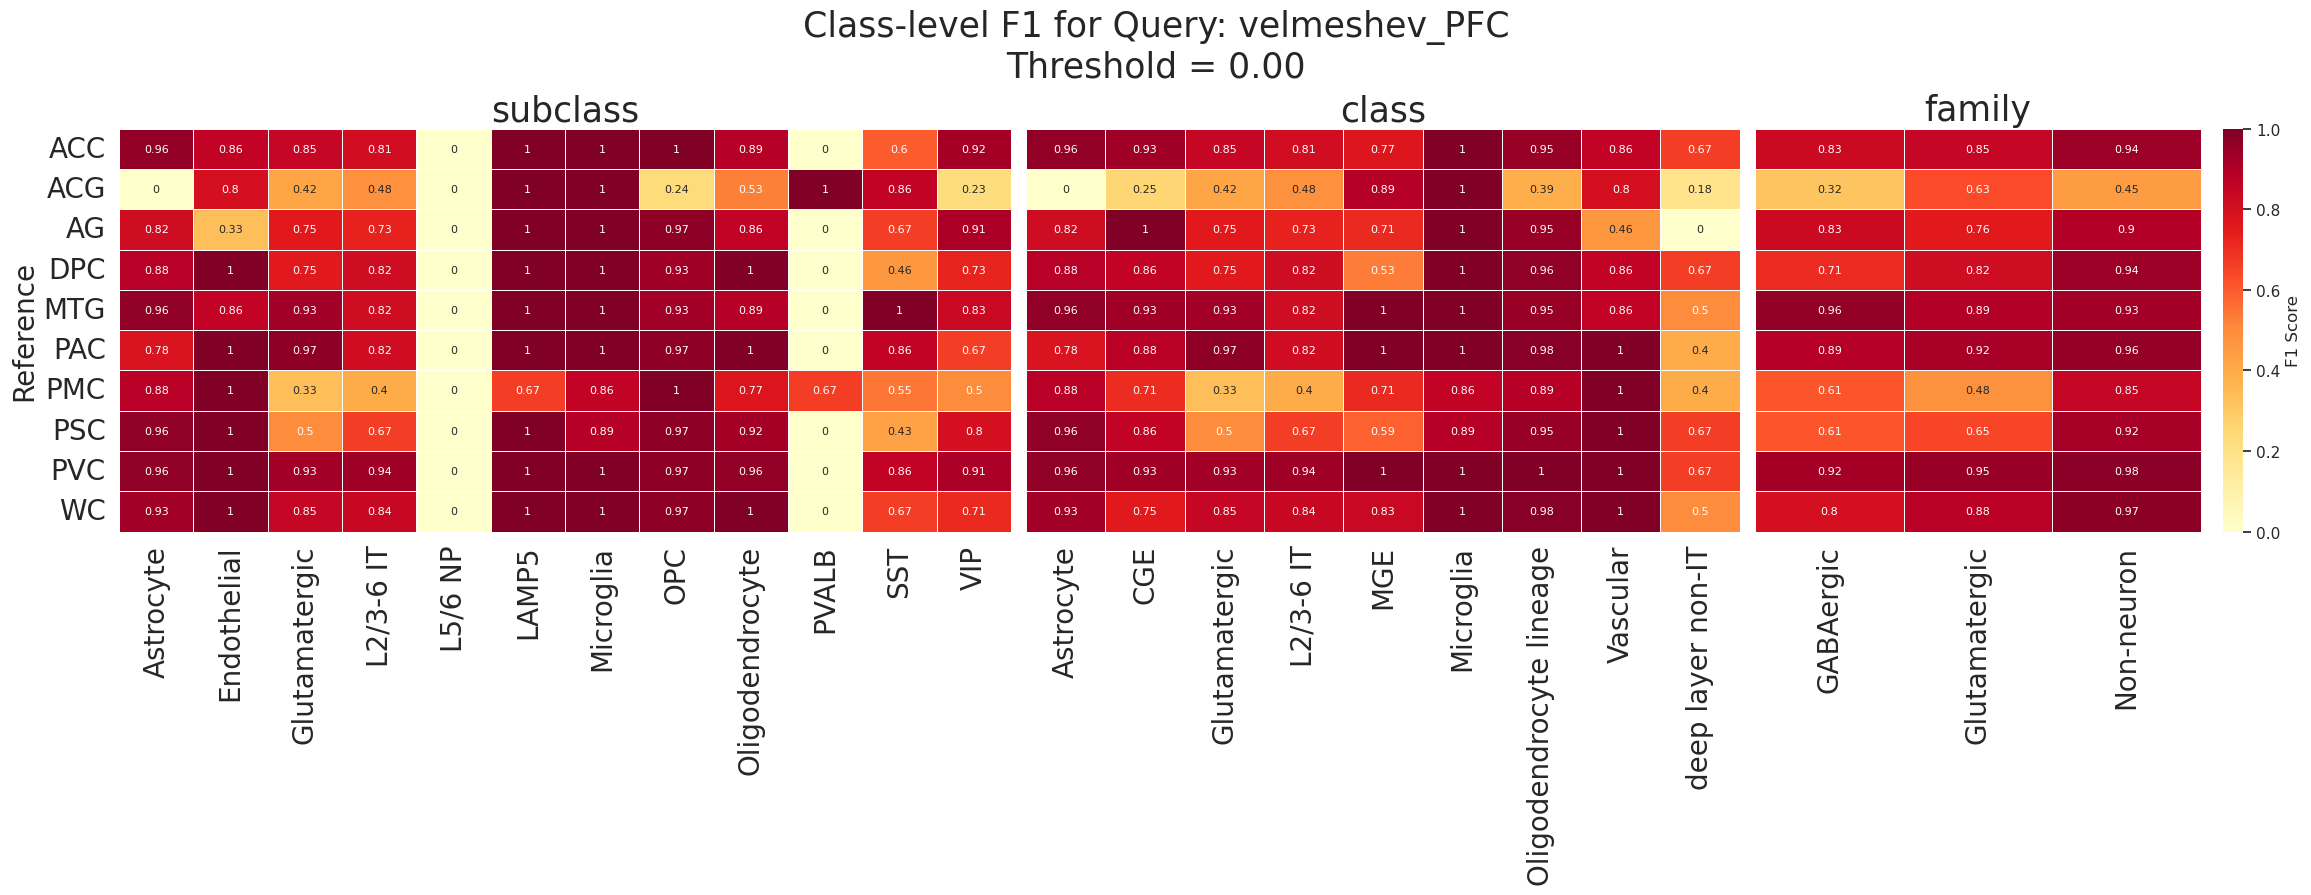 Class-level F1 for Query: velmeshev_PFC
Threshold = 0.00
subclass class family
Reference
ACC 0.96 0.86 0.85 0.81 0 1 1 1 0.89 0 0.6 0.92 0.96 0.93 0.85 0.81 0.77 1 0.95 0.86 0.67 0.83 0.85 0.94
ACG 0 0.8 0.42 0.48 0 1 1 0.24 0.53 1 0.86 0.23 0 0.25 0.42 0.48 0.89 1 0.39 0.8 0.18 0.32 0.63 0.45
AG 0.82 0.33 0.75 0.73 0 1 1 0.97 0.86 0 0.67 0.91 0.82 1 0.75 0.73 0.71 1 0.95 0.46 0 0.83 0.76 0.9
DPC 0.88 1 0.75 0.82 0 1 1 0.93 1 0 0.46 0.73 0.88 0.86 0.75 0.82 0.53 1 0.96 0.86 0.67 0.71 0.82 0.94
MTG 0.96 0.86 0.93 0.82 0 1 1 0.93 0.89 0 1 0.83 0.96 0.93 0.93 0.82 1 1 0.95 0.86 0.5 0.96 0.89 0.93
PAC 0.78 1 0.97 0.82 0 1 1 0.97 1 0 0.86 0.67 0.78 0.88 0.97 0.82 1 1 0.98 1 0.4 0.89 0.92 0.96
PMC 0.88 1 0.33 0.4 0 0.67 0.86 1 0.77 0.67 0.55 0.5 0.88 0.71 0.33 0.4 0.71 0.86 0.89 1 0.4 0.61 0.48 0.85
PSC 0.96 1 0.5 0.67 0 1 0.89 0.97 0.92 0 0.43 0.8 0.96 0.86 0.5 0.67 0.59 0.89 0.95 1 0.67 0.61 0.65 0.92
PVC 0.96 1 0.93 0.94 0 1 1 0.97 0.96 0 0.86 0.91 0.96 0.93 0.93 0.94 1 1 1 1 0.67 0.92 0.95 0.98
WC 0.93 1 0.85 0.84 0 1 1 0.97 1 0 0.67 0.71 0.93 0.75 0.85 0.84 0.83 1 0.98 1 0.5 0.8 0.88 0.97
Astrocyte
Endothelial
Glutamatergic
L2/3-6 IT
L5/6 NP
LAMP5
Microglia
OPC
Oligodendrocyte
PVALB
SST
VIP
Astrocyte
CGE
Glutamatergic
L2/3-6 IT
MGE
Microglia
Oligodendrocyte lineage
Vascular
deep layer non-IT
GABAergic
Glutamatergic
Non-neuron
1.0
0.8
0.6
0.4
0.2
0.0
F1 Score